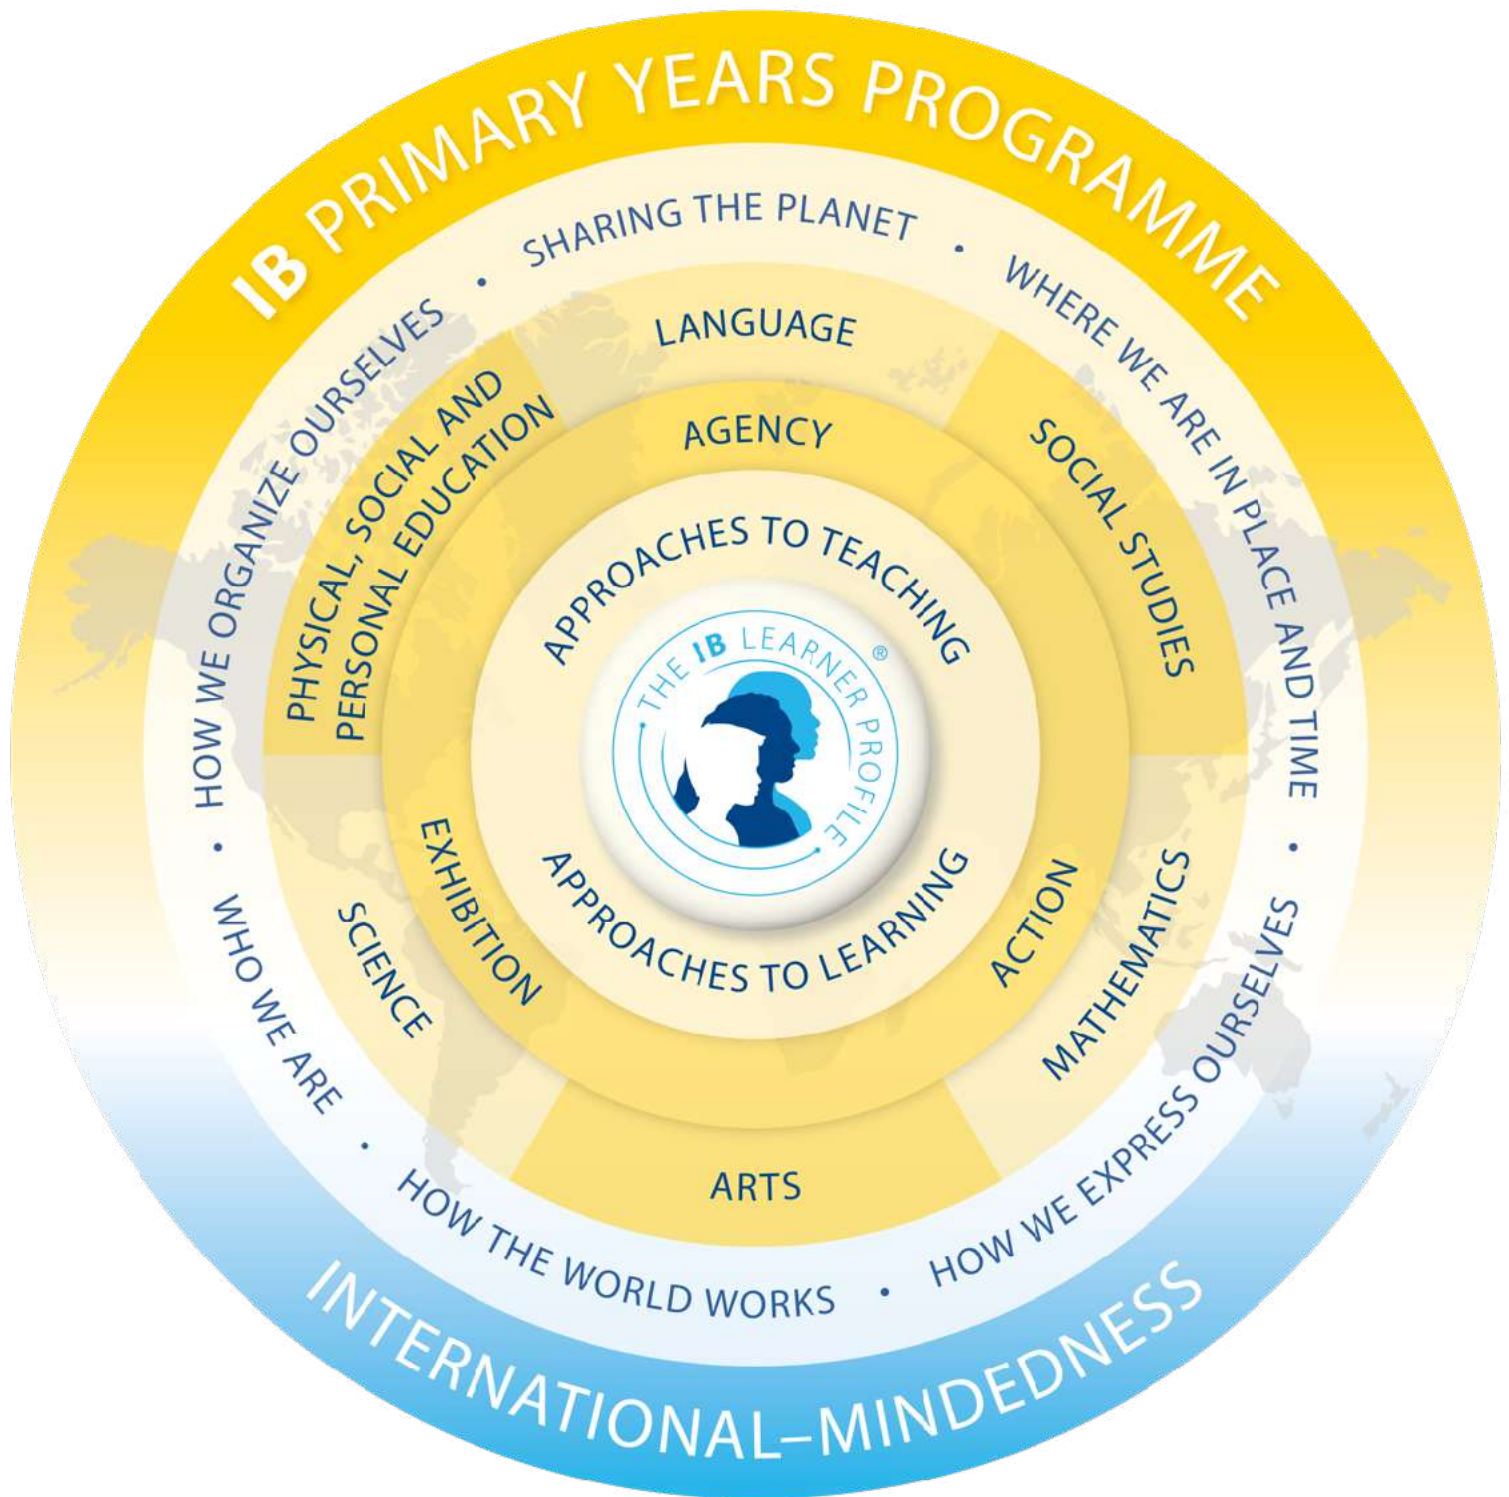 IB PRIMARY YEARS PROGRAMME
SHARING THE PLANET
•
WHERE WE ARE IN PLACE AND TIME
•
HOW WE EXPRESS OURSELVES
•
HOW THE WORLD WORKS
•
WHO WE ARE
•
HOW WE ORGANIZE OURSELVES
•
LANGUAGE
SOCIAL STUDIES
MATHEMATICS
ARTS
SCIENCE
PHYSICAL, SOCIAL AND
PERSONAL EDUCATION
AGENCY
ACTION
EXHIBITION
APPROACHES TO TEACHING
THE IB LEARNER PROFILE
®
APPROACHES TO LEARNING
INTERNATIONAL–MINDEDNESS